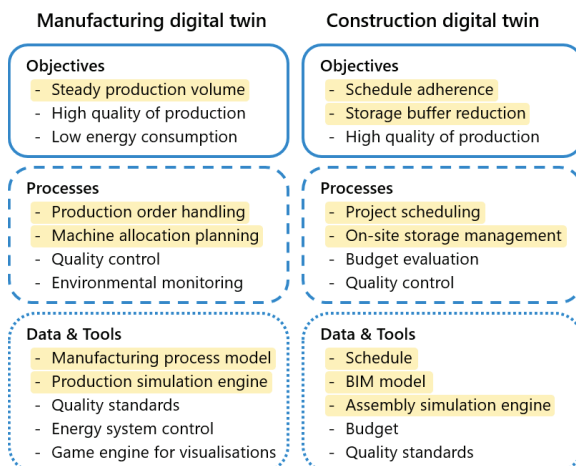 Manufacturing digital twin
Objectives
- Steady production volume
- High quality of production
- Low energy consumption
Processes
- Production order handling
- Machine allocation planning
- Quality control
- Environmental monitoring
Data & Tools
- Manufacturing process model
- Production simulation engine
- Quality standards
- Energy system control
- Game engine for visualisations
Construction digital twin
Objectives
- Schedule adherence
- Storage buffer reduction
- High quality of production
Processes
- Project scheduling
- On-site storage management
- Budget evaluation
- Quality control
Data & Tools
- Schedule
- BIM model
- Assembly simulation engine
- Budget
- Quality standards